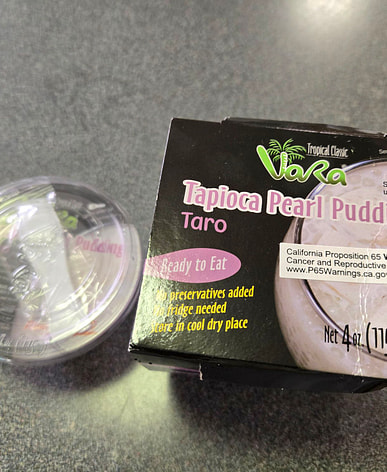 Tropical Classic
VaRa
Tapioca Pearl Pudd
Taro
Ready to Eat
preservatives added
fridge needed
store in cool dry place
California Proposition 65 W
Cancer and Reproductive
www.P65Warnings.ca.go
Net 4 oz. (11